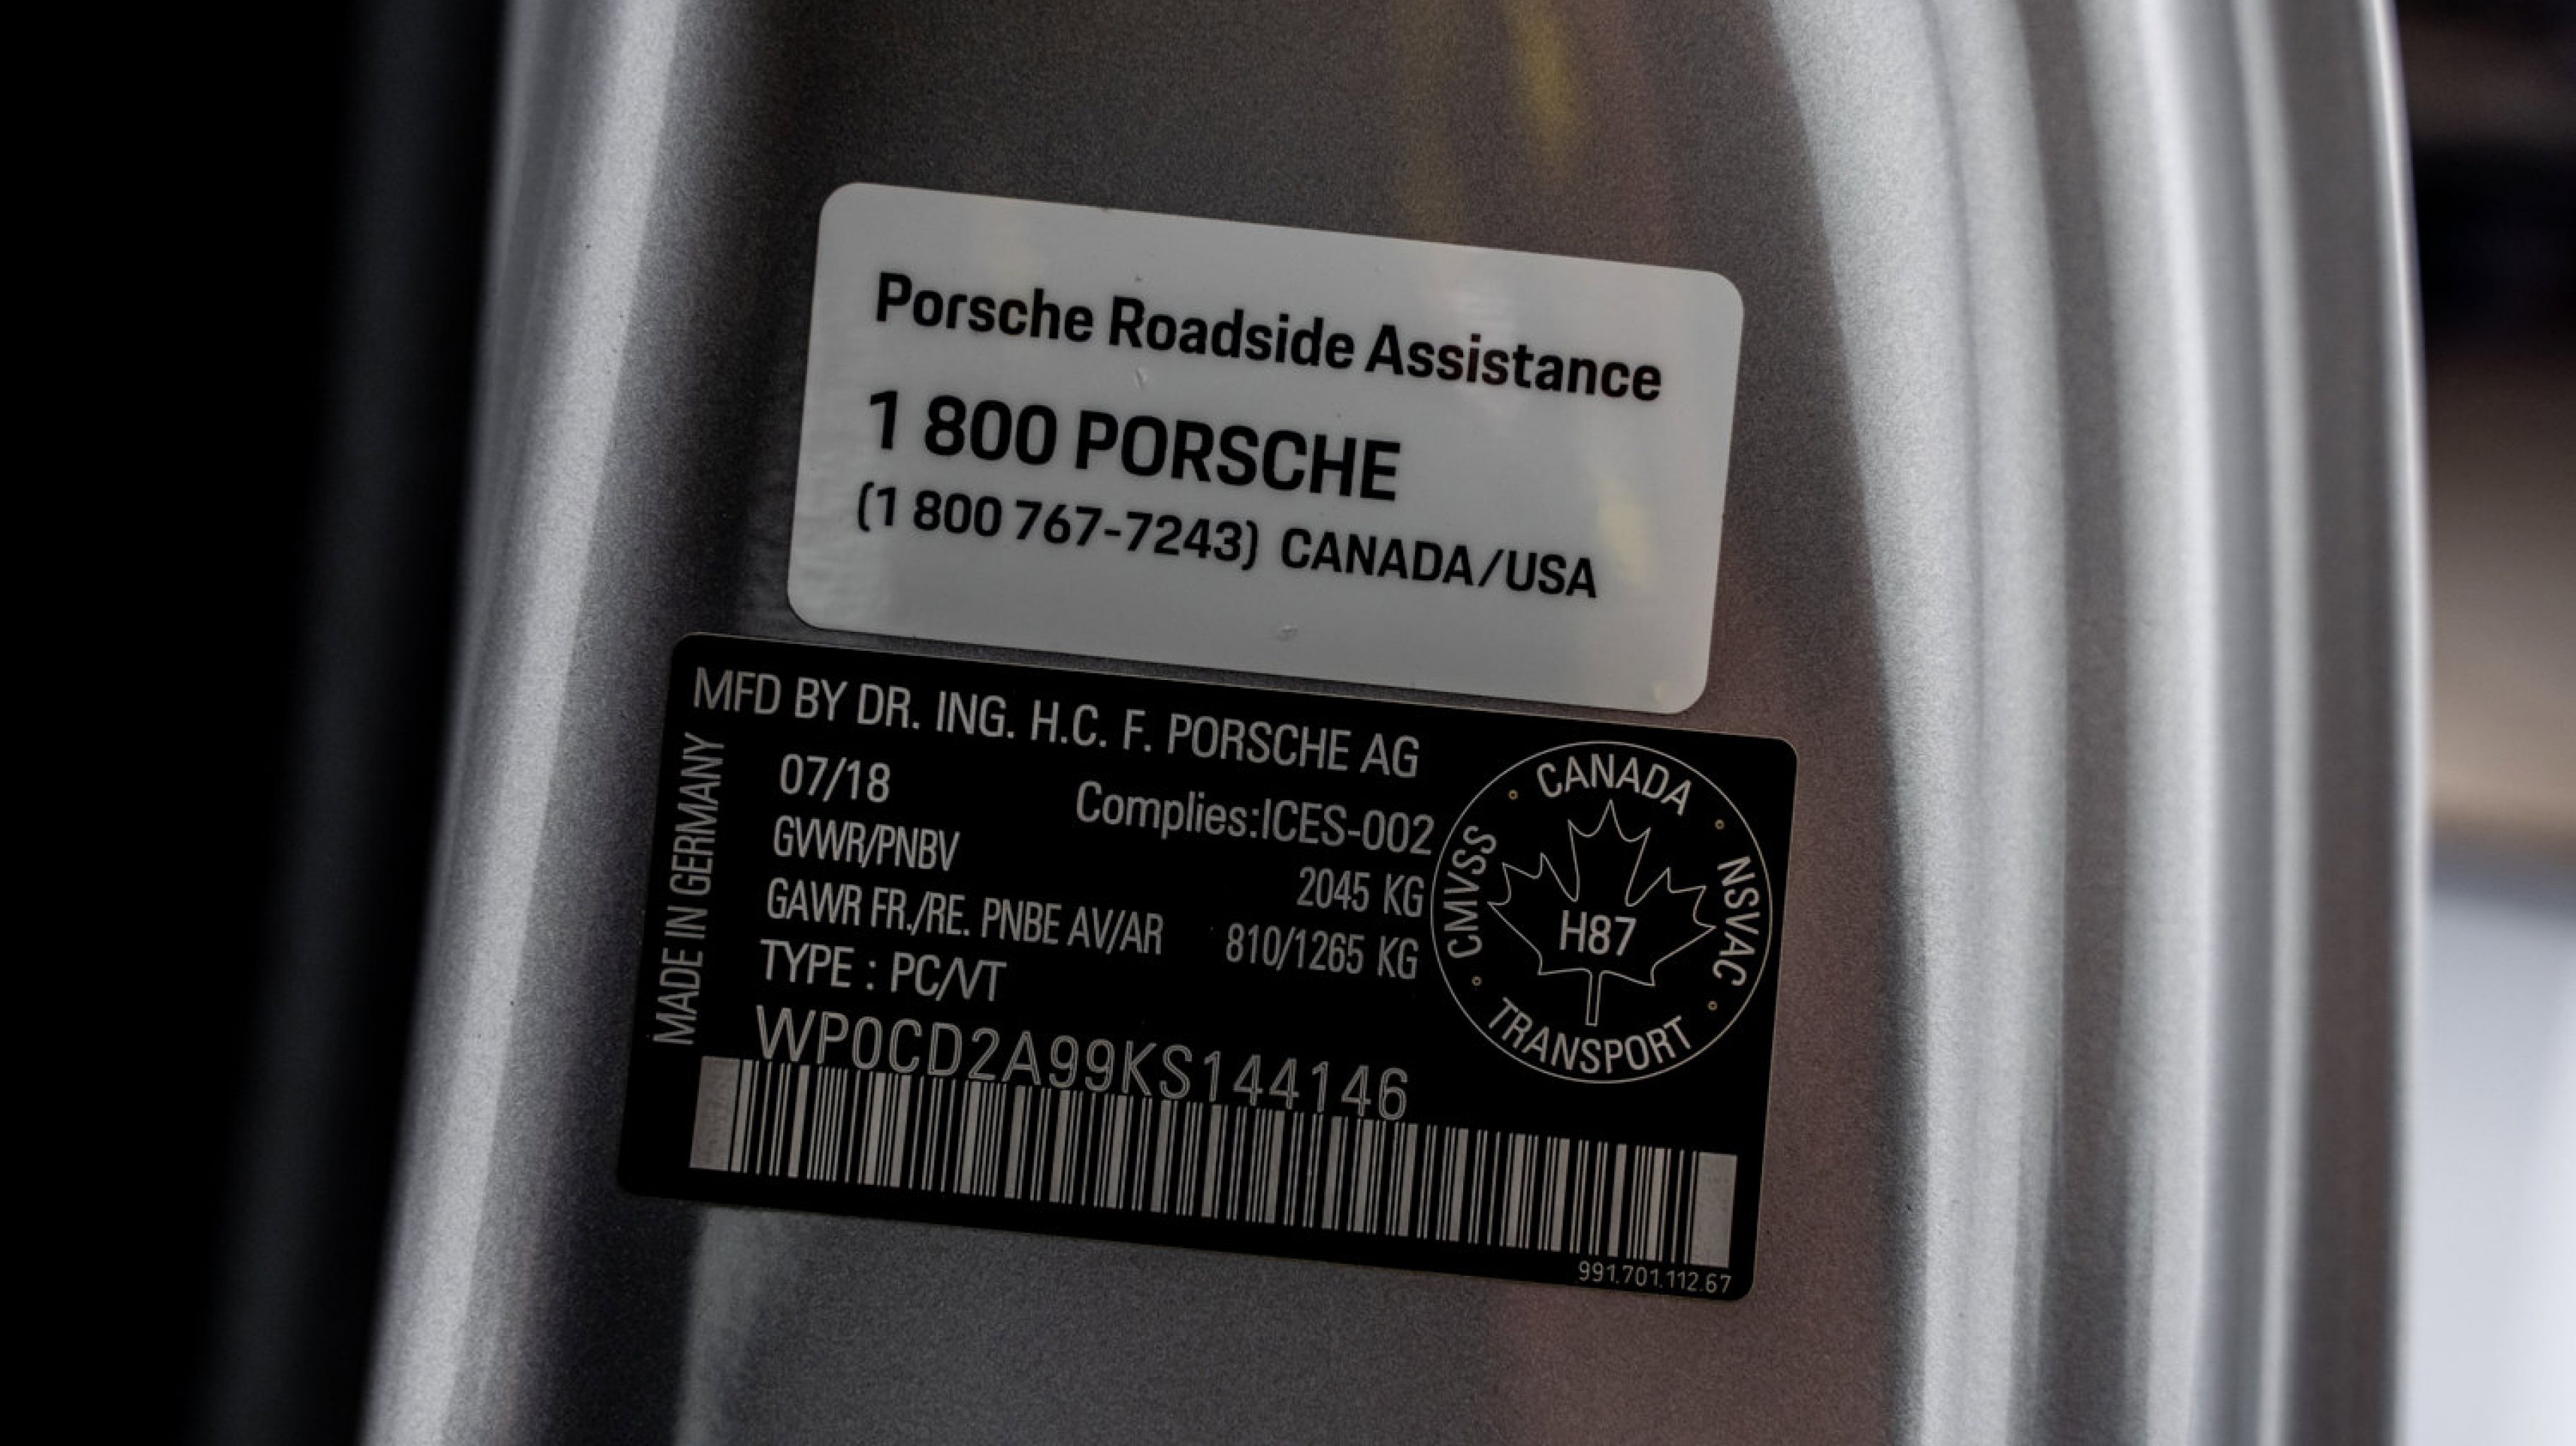 Porsche Roadside Assistance
1 800 PORSCHE
(1 800 767-7243) CANADA/USA
MFD BY DR. ING. H.C. F. PORSCHE AG
MADE IN GERMANY
07/18
Complies:ICES-002
GVWR/PNBV 2045 KG
GAWR FR./RE. PNBE AV/AR 810/1265 KG
TYPE : PC/VT
WP0CD2A99KS144146
CANADA
CMVSS
NSVAC
H87
TRANSPORT
991.701.112.67